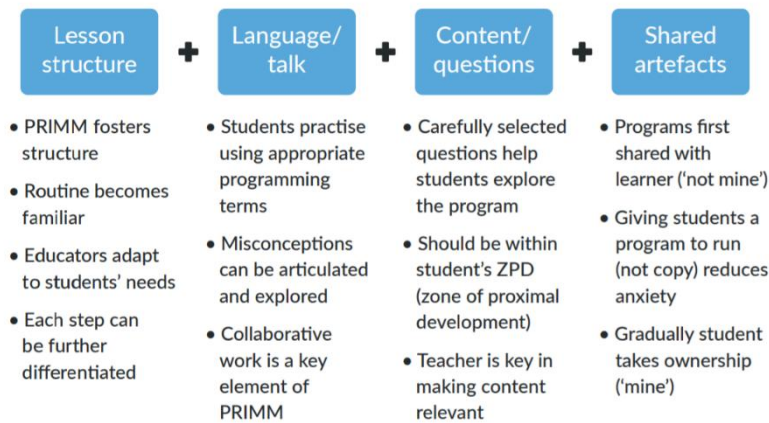 Lesson
structure
+
Language/
talk
+
Content/
questions
+
Shared
artefacts
• PRIMM fosters
structure
• Routine becomes
familiar
• Educators adapt
to students’ needs
• Each step can
be further
differentiated
• Students practise
using appropriate
programming
terms
• Misconceptions
can be articulated
and explored
• Collaborative
work is a key
element of
PRIMM
• Carefully selected
questions help
students explore
the program
• Should be within
student’s ZPD
(zone of proximal
development)
• Teacher is key in
making content
relevant
• Programs first
shared with
learner (‘not mine’)
• Giving students a
program to run
(not copy) reduces
anxiety
• Gradually student
takes ownership
(‘mine’)